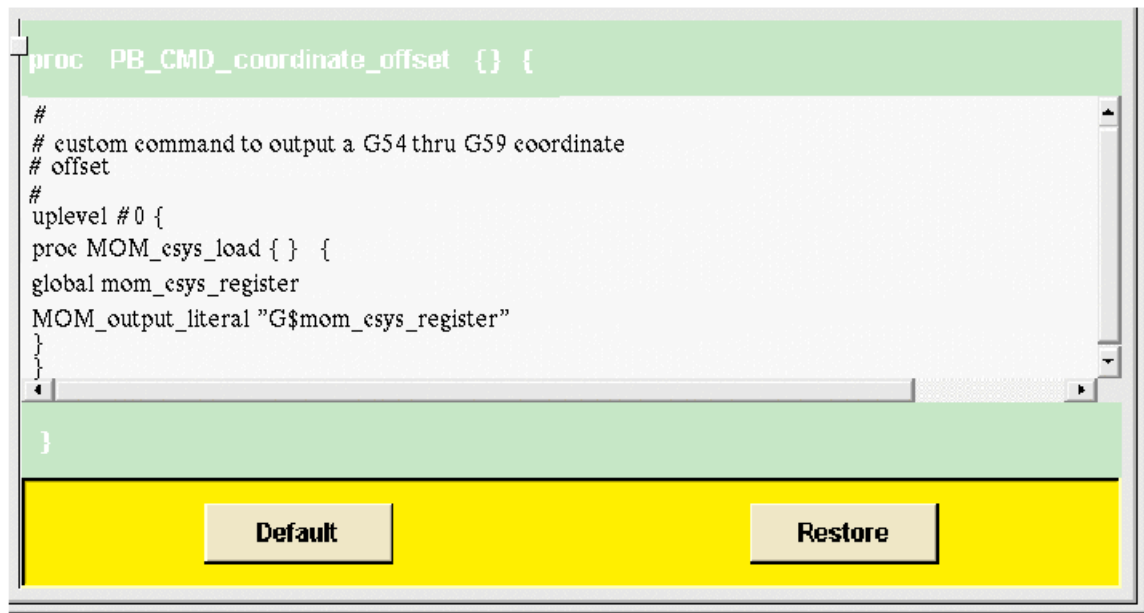 proc PB_CMD_coordinate_offset {} {
#
# custom command to output a G54 thru G59 coordinate
# offset
#
uplevel #0 {
proc MOM_csys_load { } {
global mom_csys_register
MOM_output_literal ”G$mom_csys_register”
}
}
}
Default
Restore